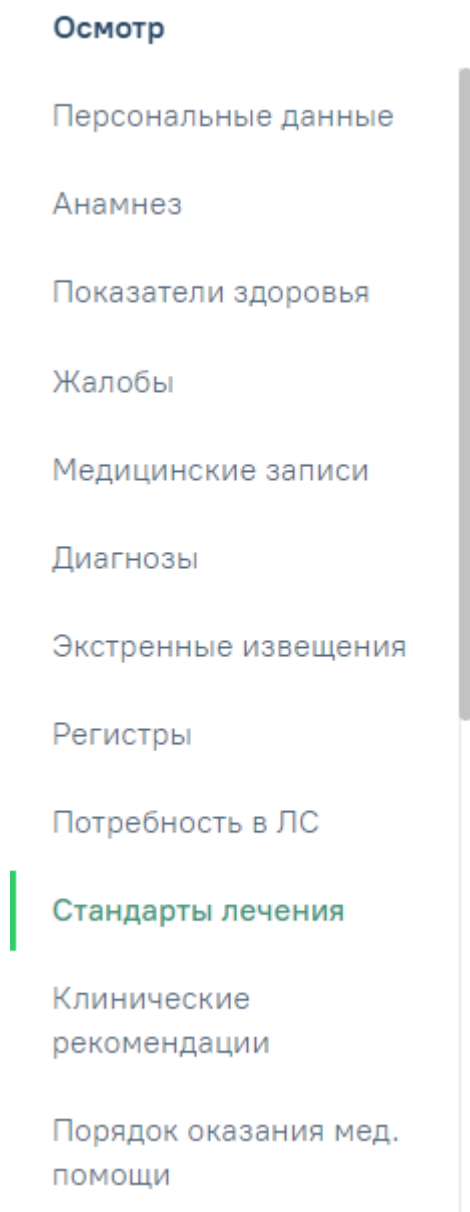 Осмотр
Персональные данные
Анамнез
Показатели здоровья
Жалобы
Медицинские записи
Диагнозы
Экстренные извещения
Регистры
Потребность в ЛС
Стандарты лечения
Клинические
рекомендации
Порядок оказания мед.
помощи